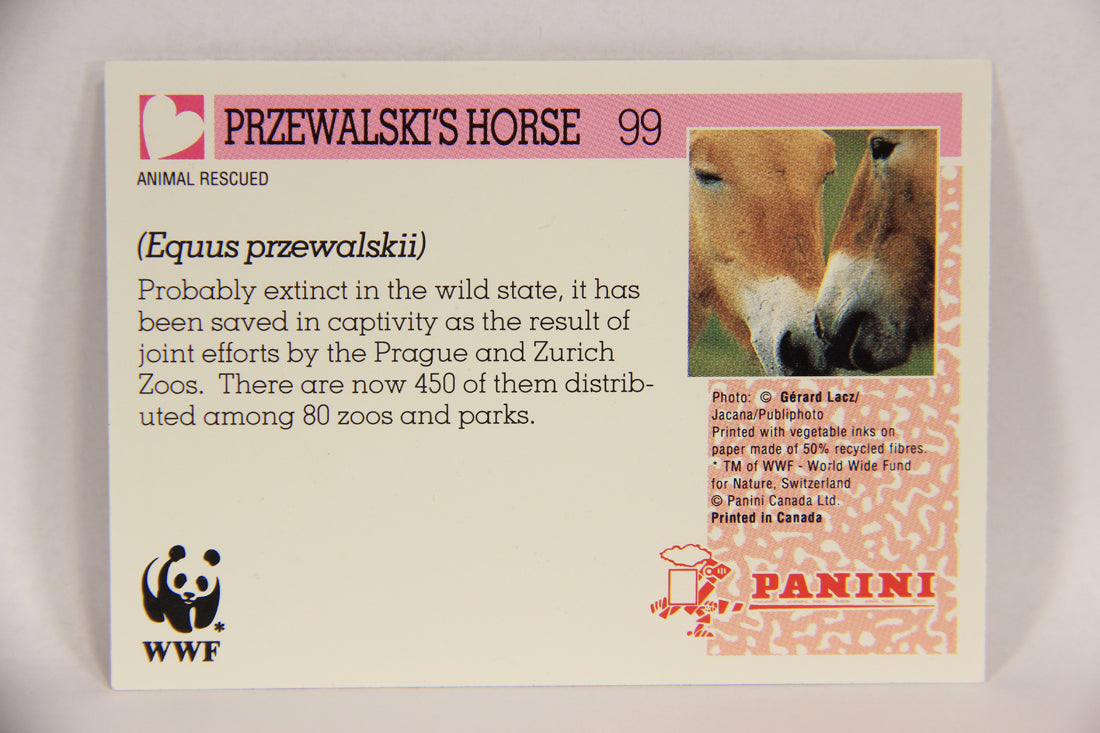 PRZEWALSKI'S HORSE 99
ANIMAL RESCUED
(Equus przewalskii)
Probably extinct in the wild state, it has
been saved in captivity as the result of
joint efforts by the Prague and Zurich
Zoos. There are now 450 of them distrib-
uted among 80 zoos and parks.
Photo: © Gérard Lacz/
Jacana/Publiphoto
Printed with vegetable inks on
paper made of 50% recycled fibres.
* TM of WWF - World Wide Fund
for Nature, Switzerland
© Panini Canada Ltd.
Printed in Canada
*
WWF
PANINI